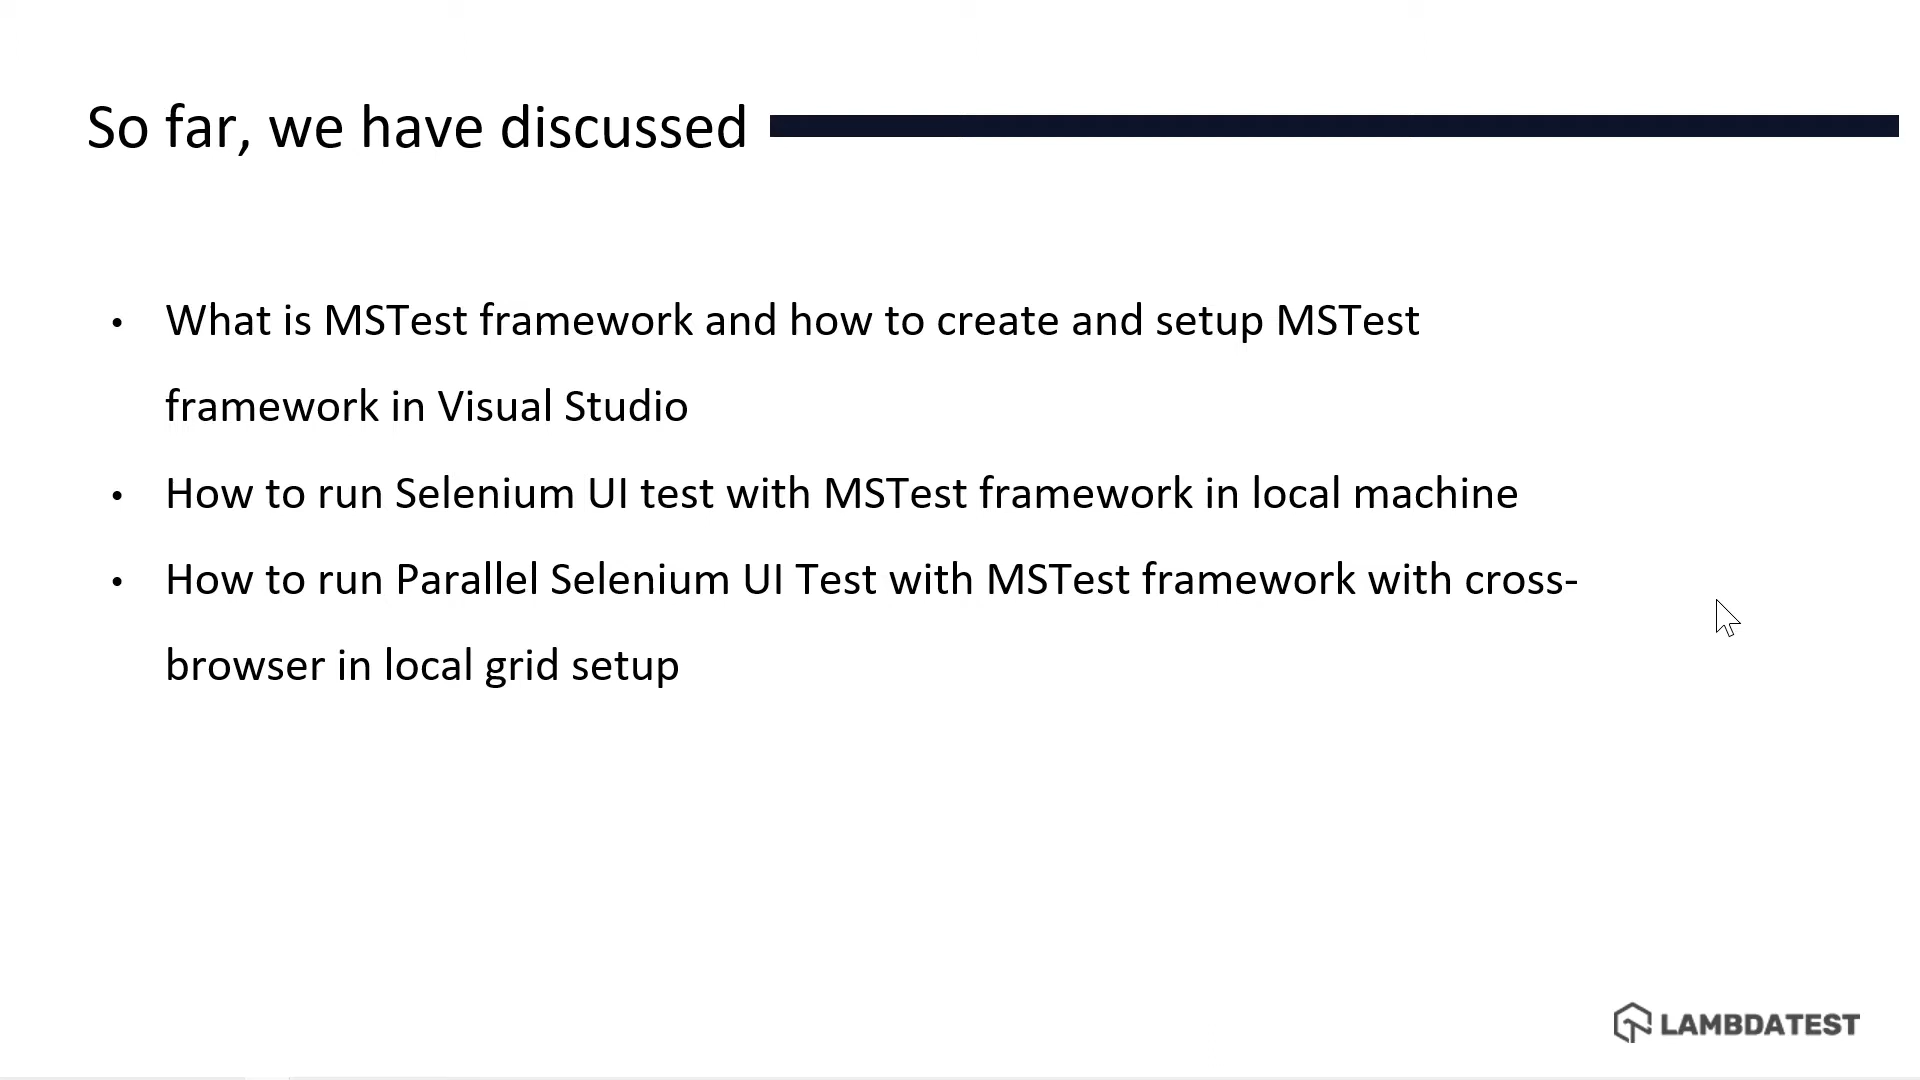 So far, we have discussed
• What is MSTest framework and how to create and setup MSTest
framework in Visual Studio
• How to run Selenium UI test with MSTest framework in local machine
• How to run Parallel Selenium UI Test with MSTest framework with cross-
browser in local grid setup
LAMBDATEST